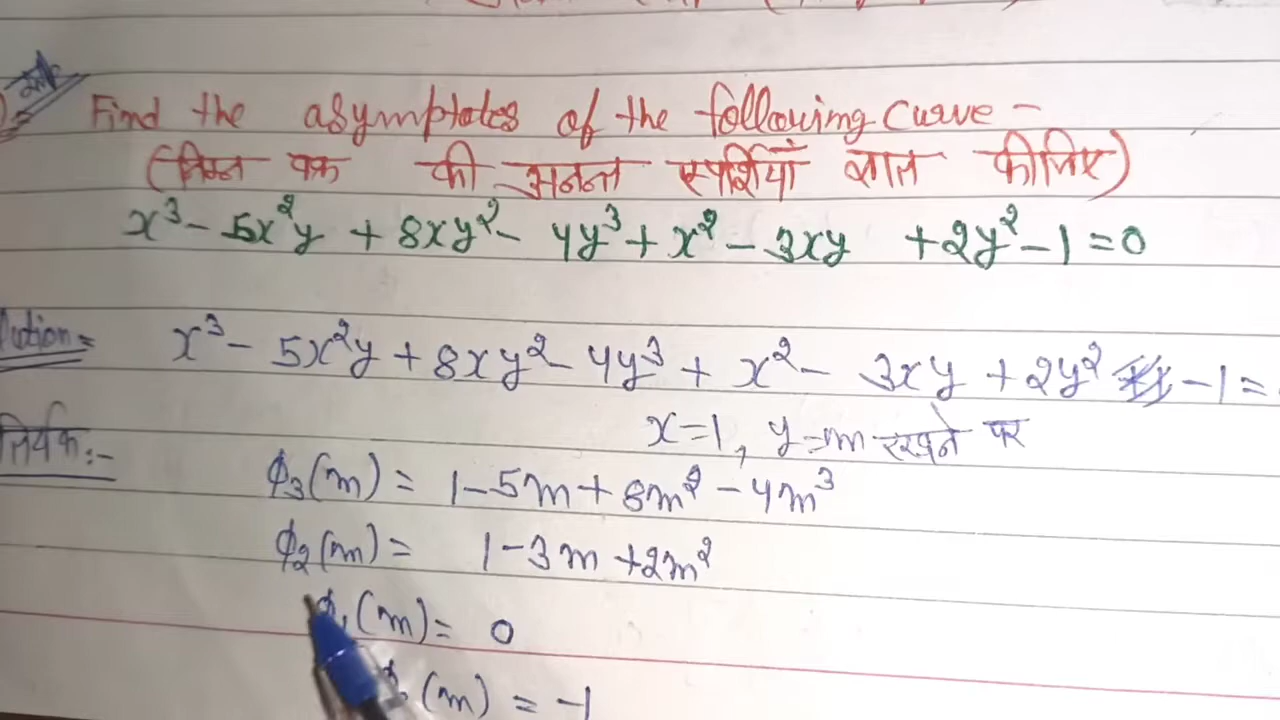 Find the asymptotes of the following curve -
(निम्न वक्र की अनन्त स्पर्शियाँ ज्ञात कीजिए)
x³ - 5x²y + 8xy² - 4y³ + x² - 3xy + 2y² - 1 = 0
x³ - 5x²y + 8xy² - 4y³ + x² - 3xy + 2y² - 1 =
x=1, y=m रखने पर
ϕ₃(m) = 1-5m+8m²-4m³
ϕ₂(m) = 1-3m+2m²
(m) = 0
(m) = -1